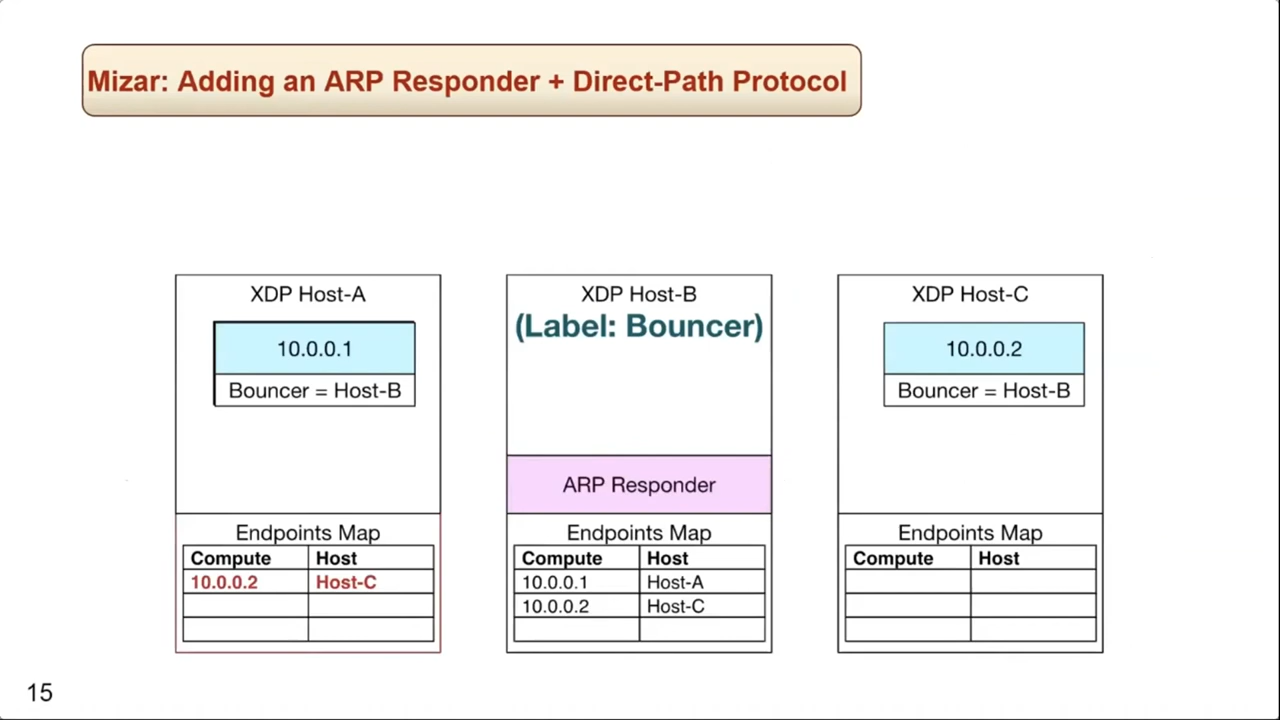 Mizar: Adding an ARP Responder + Direct-Path Protocol
XDP Host-A
10.0.0.1
Bouncer = Host-B
Endpoints Map
Compute Host
10.0.0.2 Host-C
XDP Host-B
(Label: Bouncer)
ARP Responder
Endpoints Map
Compute Host
10.0.0.1 Host-A
10.0.0.2 Host-C
XDP Host-C
10.0.0.2
Bouncer = Host-B
Endpoints Map
Compute Host
15